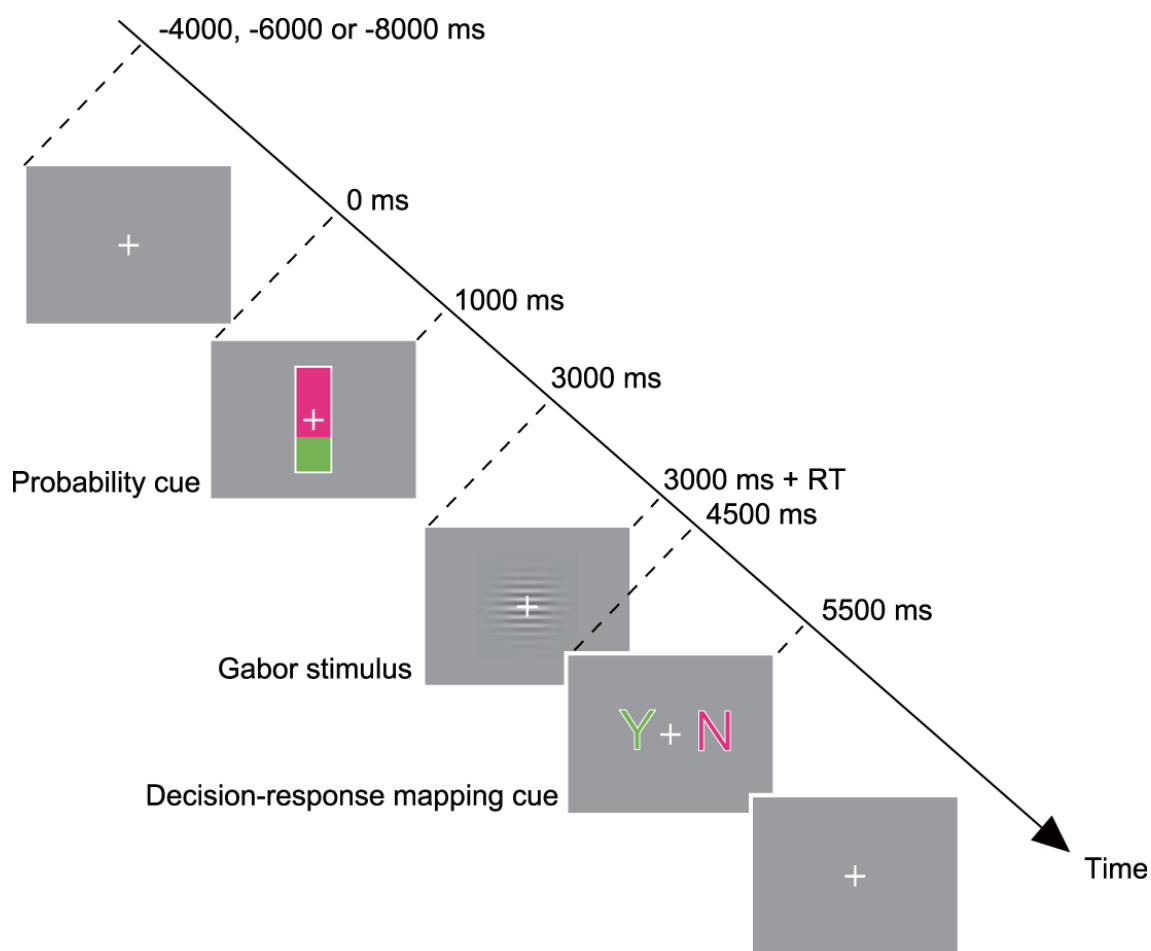 -4000, -6000 or -8000 ms
0 ms
1000 ms
3000 ms
Probability cue
3000 ms + RT
4500 ms
5500 ms
Gabor stimulus
Y + N
Decision-response mapping cue
Time